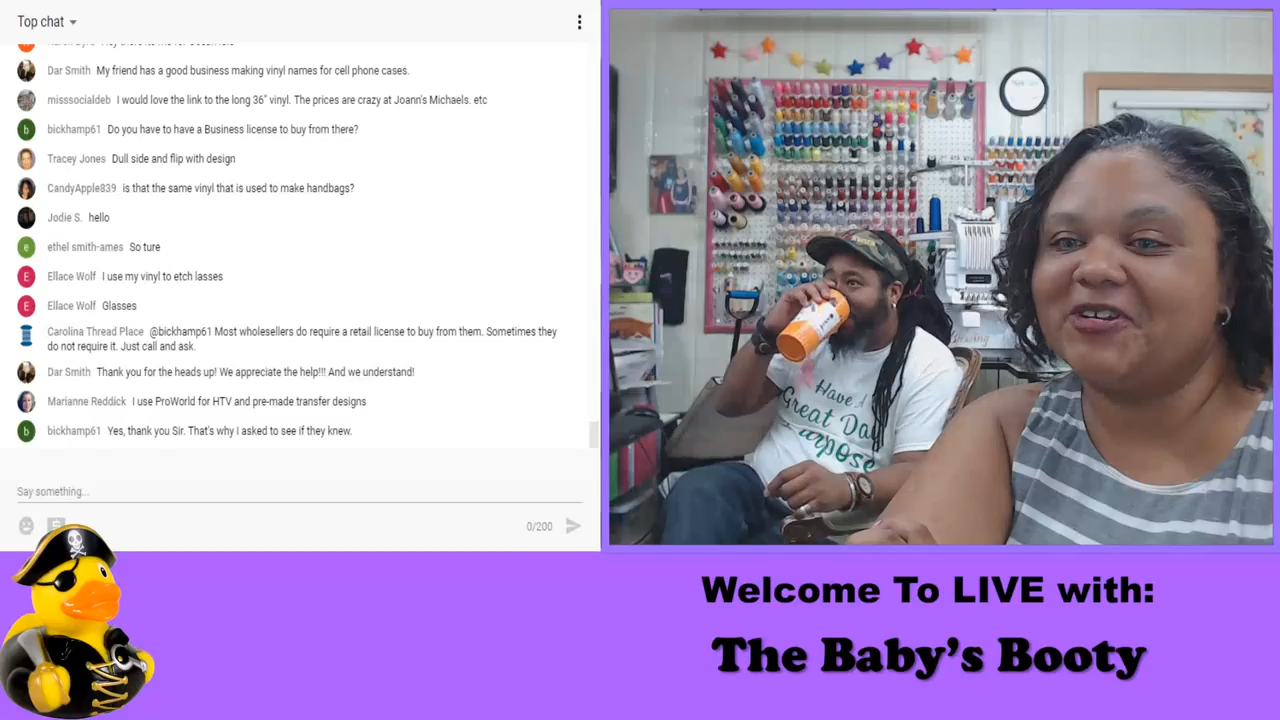 Top chat
Dar Smith My friend has a good business making vinyl names for cell phone cases.
misssocialdeb I would love the link to the long 36" vinyl. The prices are crazy at Joann's Michaels. etc
bickhamp61 Do you have to have a Business license to buy from there?
Tracey Jones Dull side and flip with design
CandyApple839 is that the same vinyl that is used to make handbags?
Jodie S. hello
ethel smith-ames So ture
Ellace Wolf I use my vinyl to etch lasses
Ellace Wolf Glasses
Carolina Thread Place @bickhamp61 Most wholesellers do require a retail license to buy from them. Sometimes they
do not require it. Just call and ask.
Dar Smith Thank you for the heads up! We appreciate the help!!! And we understand!
Marianne Reddick I use ProWorld for HTV and pre-made transfer designs
bickhamp61 Yes, thank you Sir. That's why I asked to see if they knew.
Say something...
0/200
Have A
Great Day
Purpose
Welcome To LIVE with:
The Baby's Booty